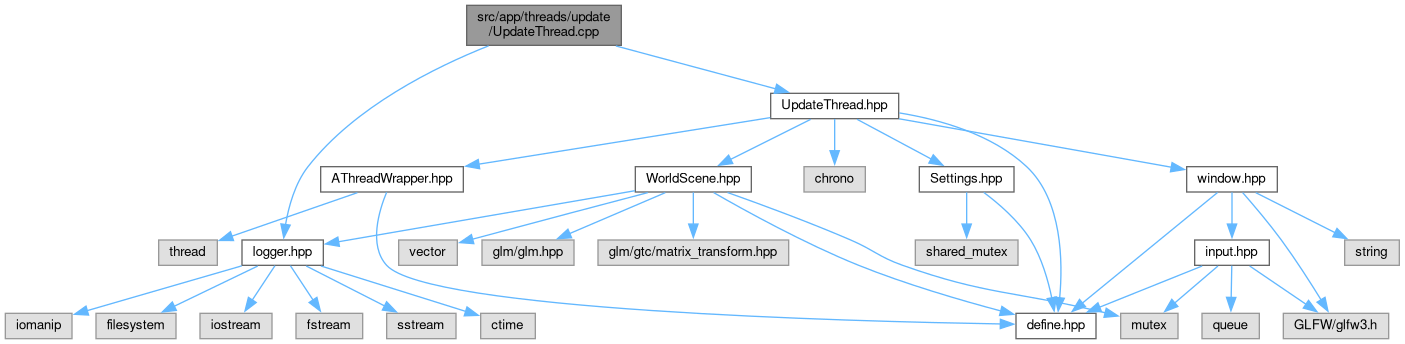 src/app/threads/update
/UpdateThread.cpp
UpdateThread.hpp
AThreadWrapper.hpp
WorldScene.hpp
chrono
Settings.hpp
window.hpp
thread
logger.hpp
vector
glm/glm.hpp
glm/gtc/matrix_transform.hpp
shared_mutex
input.hpp
string
iomanip
filesystem
iostream
fstream
sstream
ctime
define.hpp
mutex
queue
GLFW/glfw3.h